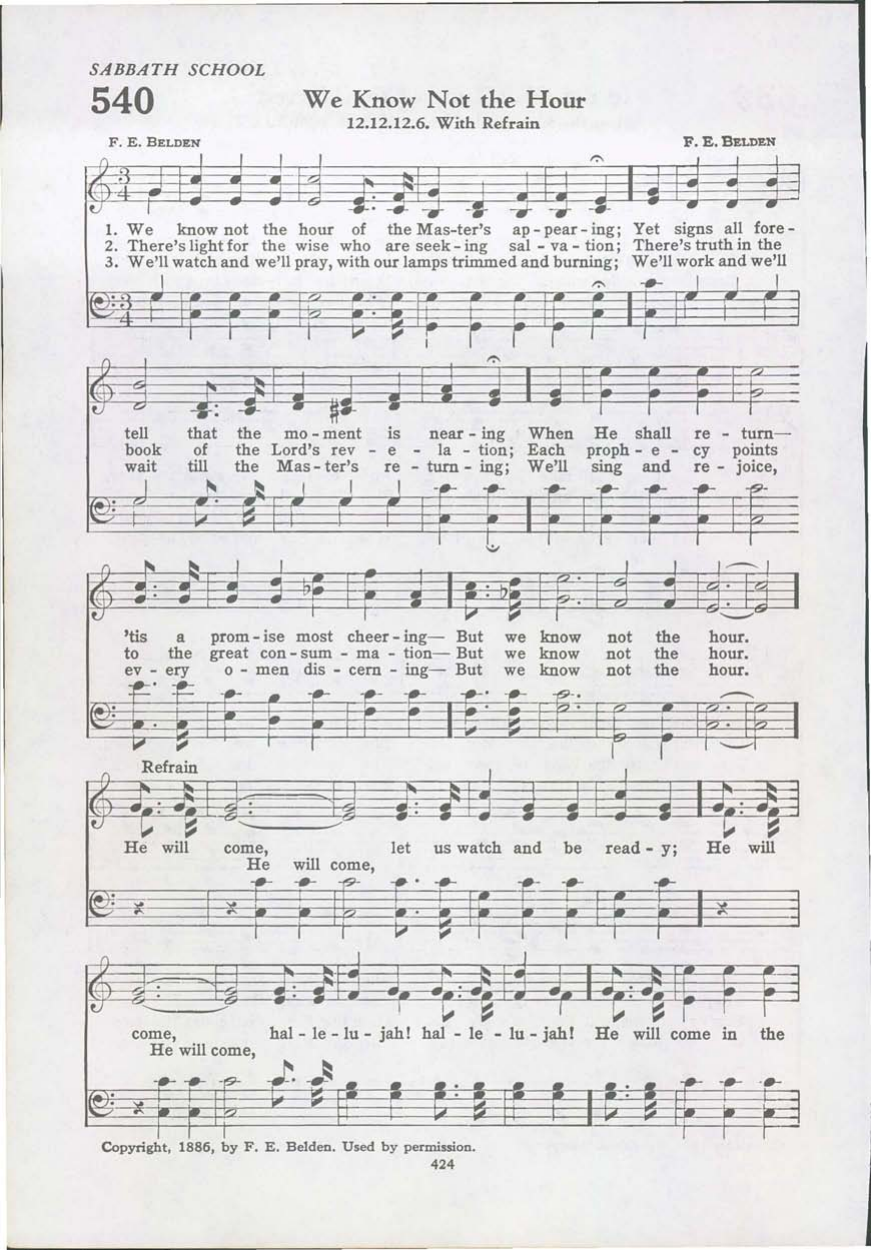 SABBATH SCHOOL
540 We Know Not the Hour
12.12.12.6. With Refrain
F. E. BELDEN F. E. BELDEN
1. We know not the hour of the Mas-ter's ap-pear-ing; Yet signs all fore-
2. There's light for the wise who are seek-ing sal-va-tion; There's truth in the
3. We'll watch and we'll pray, with our lamps trimmed and burning; We'll work and we'll
tell that the mo-ment is near-ing When He shall re-turn—
book of the Lord's rev-e-la-tion; Each proph-e-cy points
wait till the Mas-ter's re-turn-ing; We'll sing and re-joice,
'tis a prom-ise most cheer-ing— But we know not the hour.
to the great con-sum-ma-tion— But we know not the hour.
ev-ery o-men dis-cern-ing— But we know not the hour.
Refrain
He will come, let us watch and be read-y; He will
He will come,
come, hal-le-lu-jah! hal-le-lu-jah! He will come in the
He will come,
Copyright, 1886, by F. E. Belden. Used by permission.
424